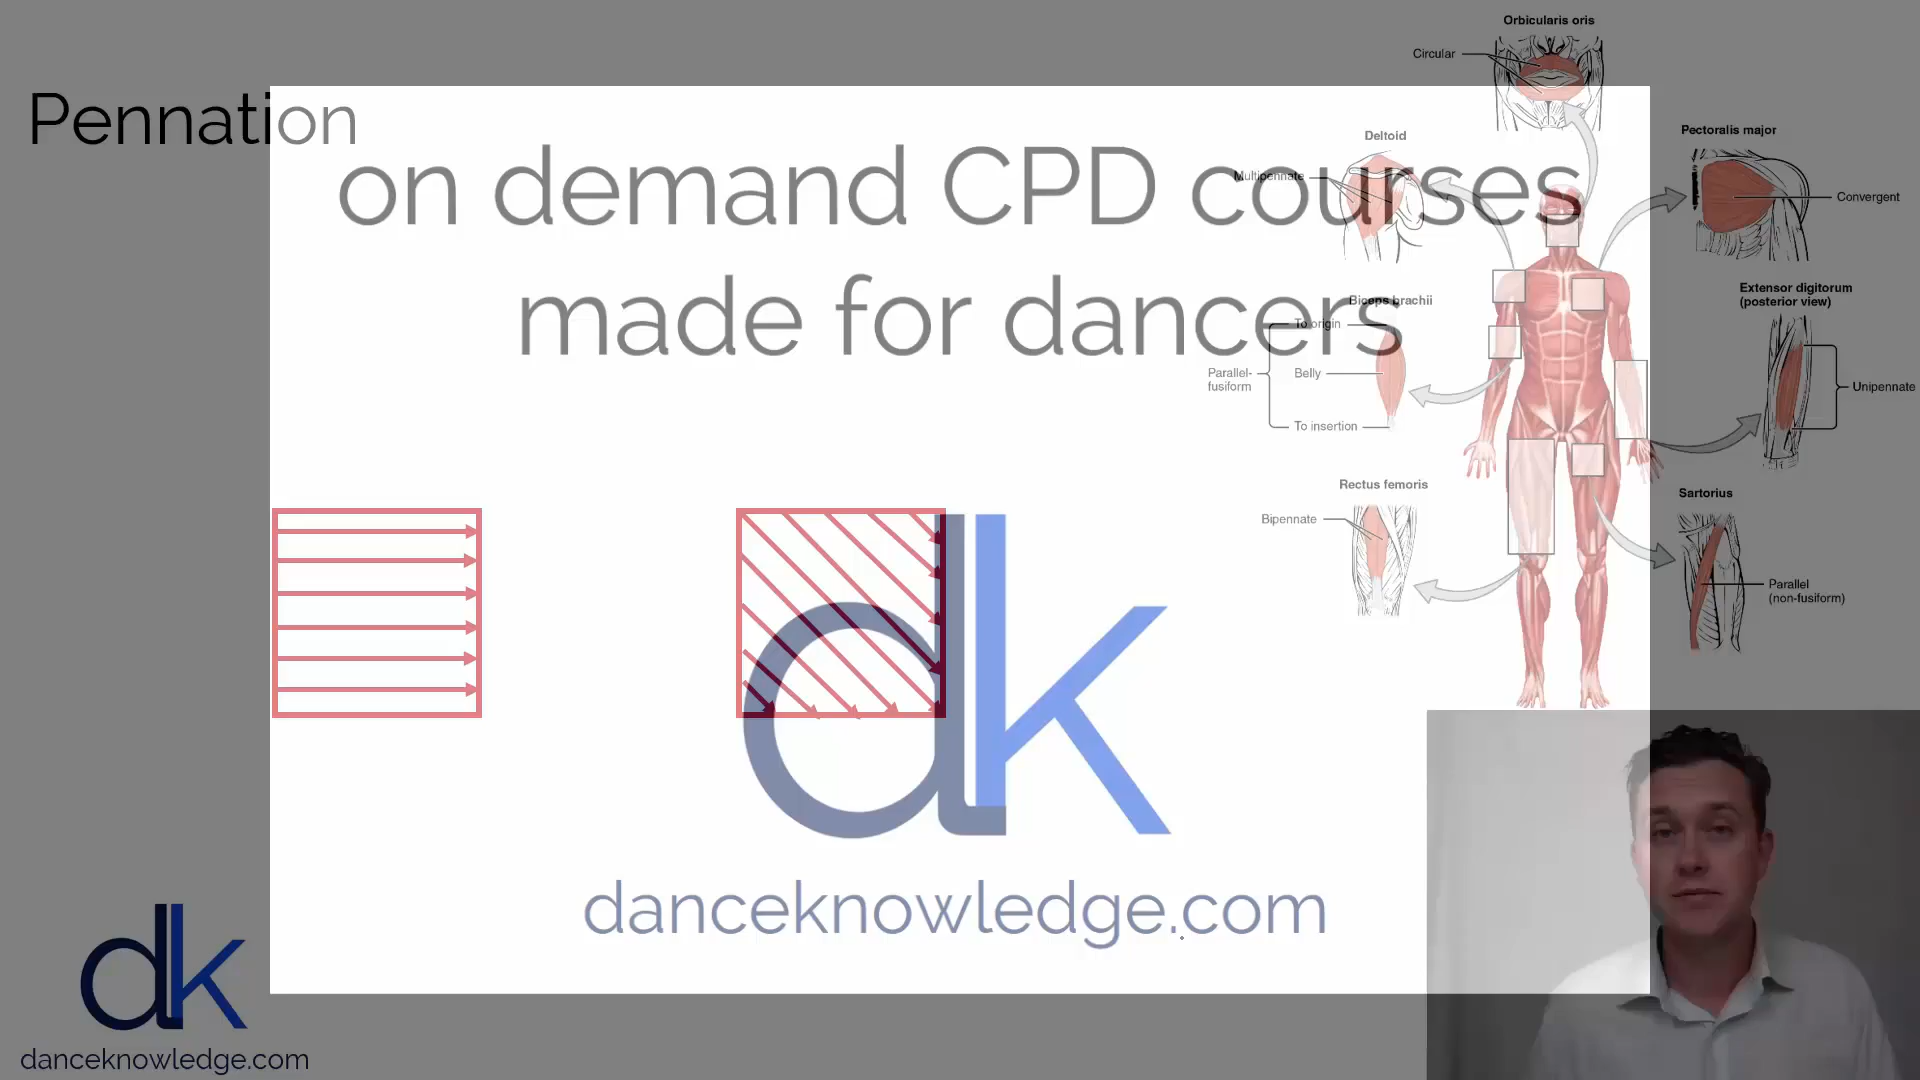 Pennation
on demand CPD courses
made for dancers
dk
danceknowledge.com
Orbicularis oris
Circular
Deltoid
Multipennate
Pectoralis major
Convergent
Biceps brachii
To origin
Parallel-
fusiform
Belly
To insertion
Extensor digitorum
(posterior view)
Unipennate
Rectus femoris
Bipennate
Sartorius
Parallel
(non-fusiform)
dk
danceknowledge.com